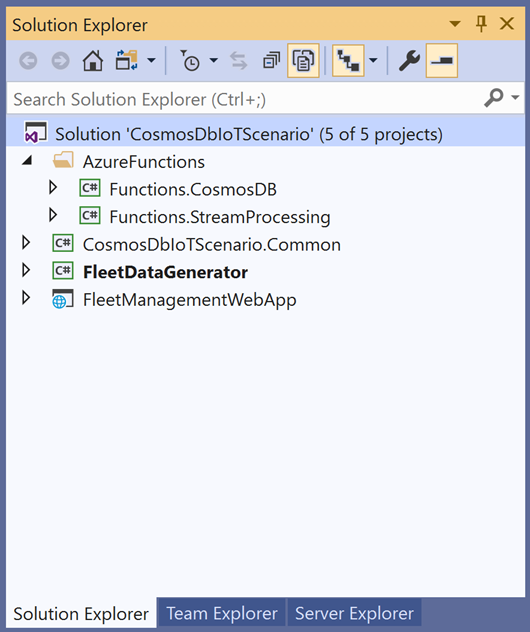 Solution Explorer
Search Solution Explorer (Ctrl+;)
Solution 'CosmosDbIoTScenario' (5 of 5 projects)
AzureFunctions
C# Functions.CosmosDB
C# Functions.StreamProcessing
C# CosmosDbIoTScenario.Common
C# FleetDataGenerator
FleetManagementWebApp
Solution Explorer Team Explorer Server Explorer